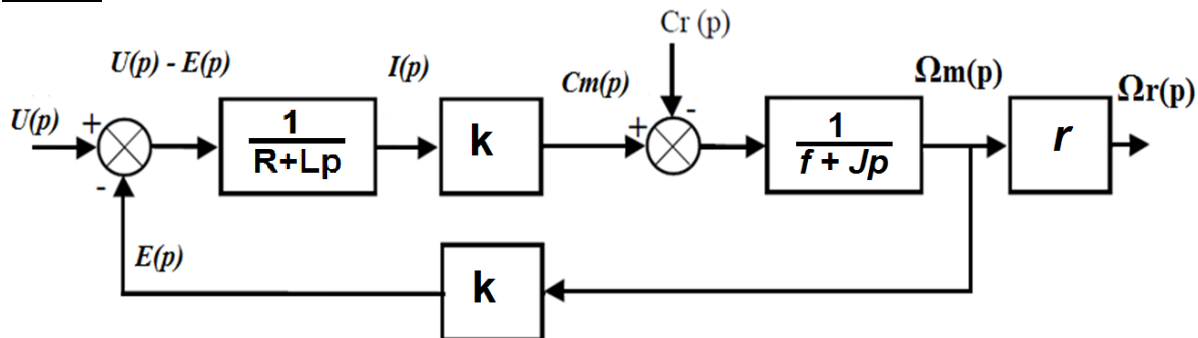 Cr (p)
U(p) - E(p)
I(p)
Cm(p)
Ωm(p)
Ωr(p)
U(p)
+
-
1
R+Lp
k
+
-
1
f + Jp
r
E(p)
k